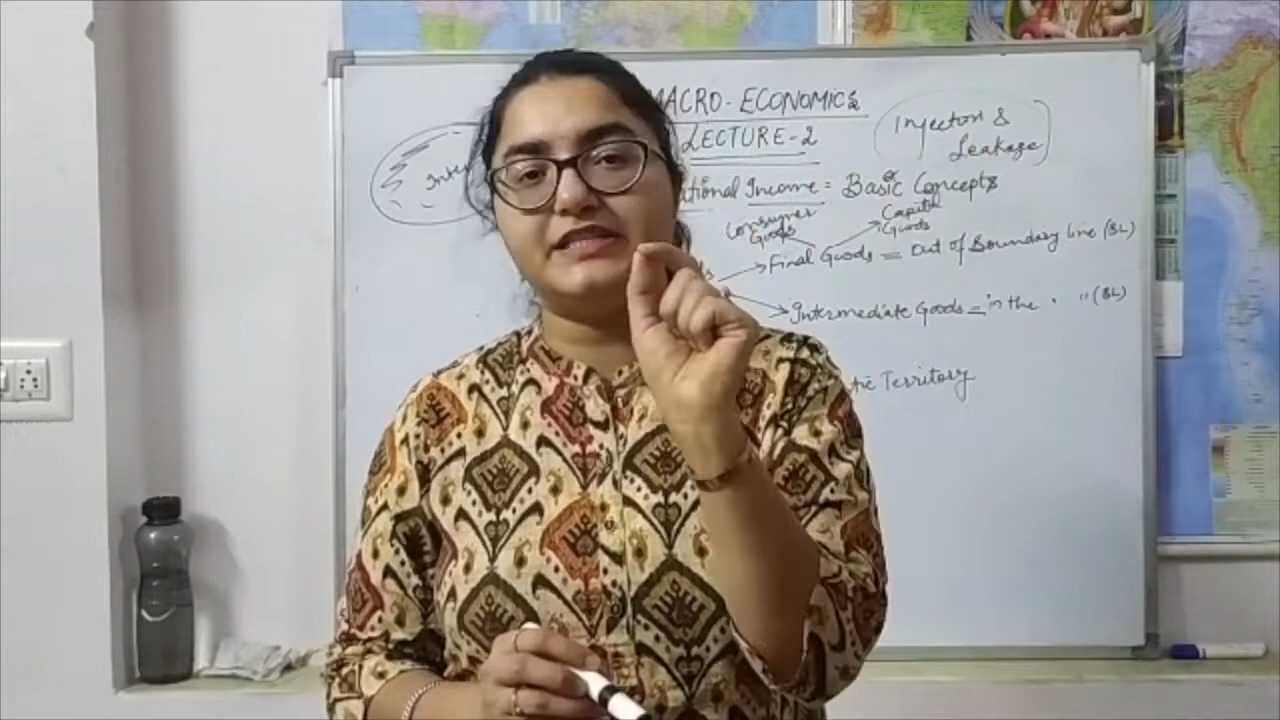 MACRO-ECONOMICS
LECTURE-2
Injection &
Leakage
National Income = Basic Concepts
Consumer
Goods
Capital
Goods
Final Goods = Out of Boundary line (BL)
Intermediate Goods = in the " " (BL)
Territory